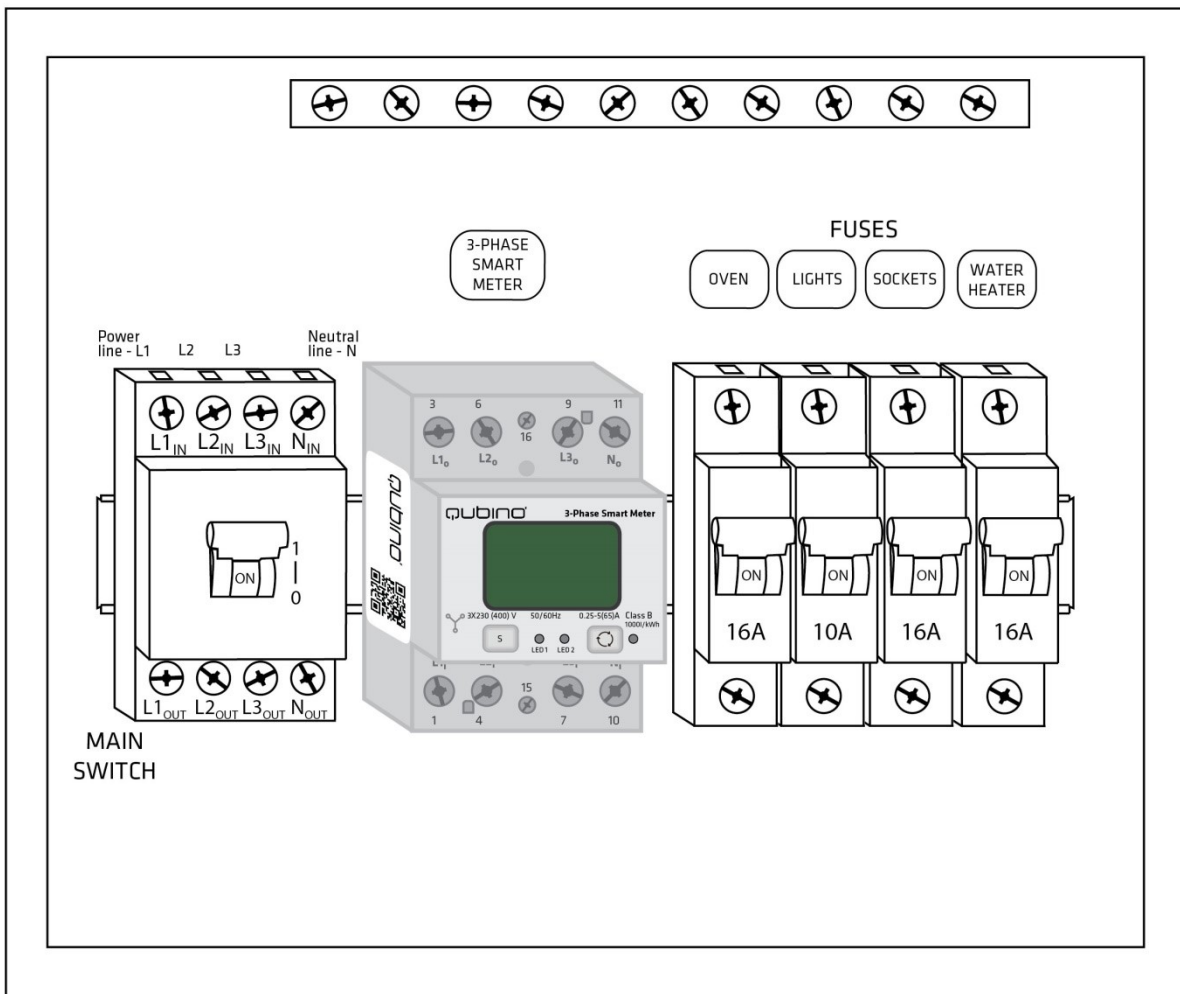 3-PHASE
SMART
METER
FUSES
OVEN
LIGHTS
SOCKETS
WATER
HEATER
Power
line - L1 L2 L3
Neutral
line - N
L1IN L2IN L3IN NIN
1
0
ON
L1OUT L2OUT L3OUT NOUT
MAIN
SWITCH
3 6 9 11
16
L1o L2o L3o No
QUBINO
QUBINO® 3-Phase Smart Meter
3X230 (400) V 50/60Hz 0.25-5(65)A Class B
1000I/kWh
S LED 1 LED 2
15
1 4 7 10
ON ON ON ON
16A 10A 16A 16A